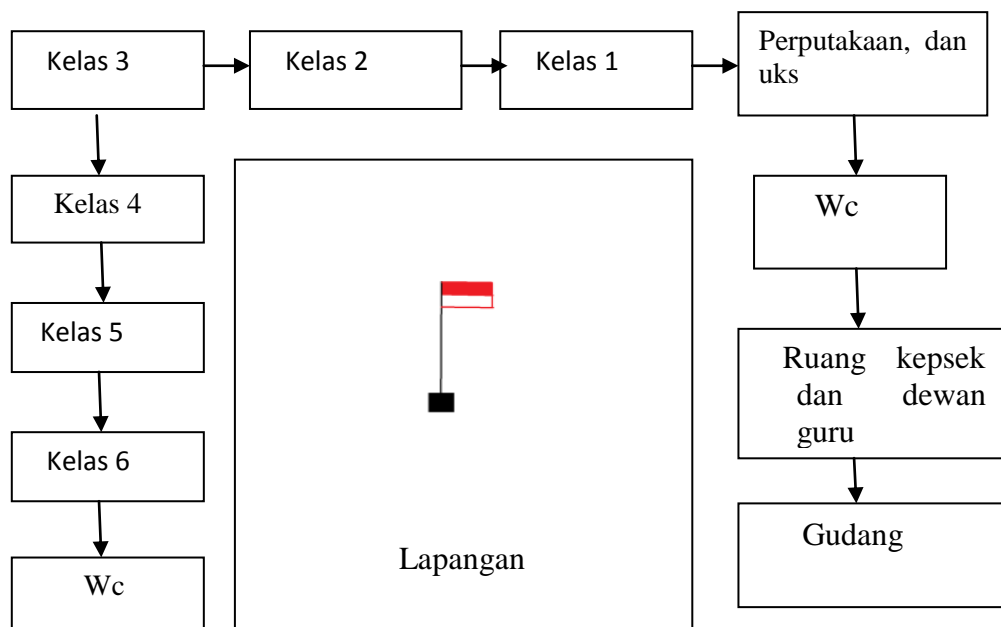 Kelas 3
Kelas 2
Kelas 1
Perputakaan, dan
uks
Kelas 4
Wc
Kelas 5
Ruang kepsek
dan dewan
guru
Kelas 6
Gudang
Lapangan
Wc